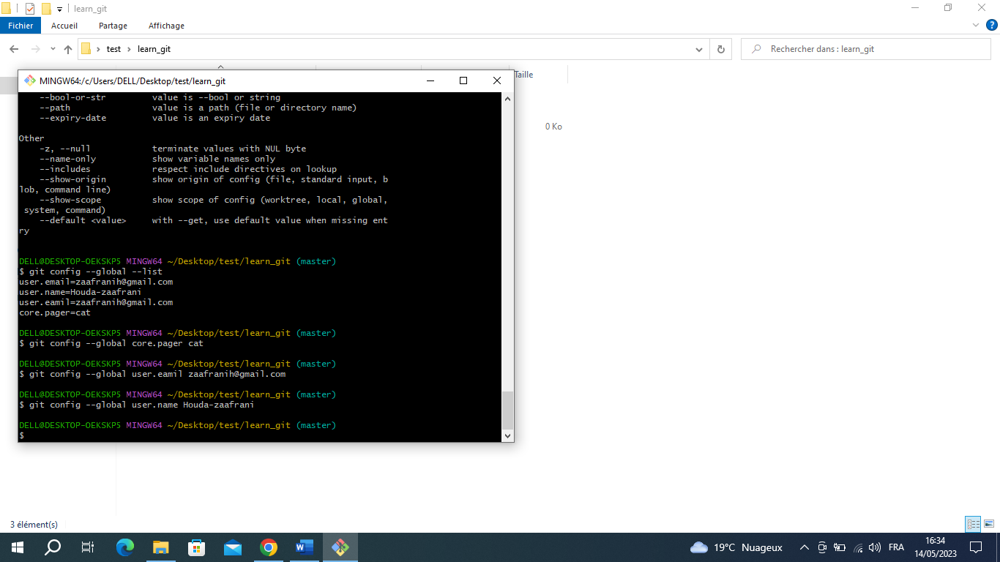 learn_git
Fichier Accueil Partage Affichage
test learn_git
Rechercher dans : learn_git
Taille
0 Ko
MINGW64:/c/Users/DELL/Desktop/test/learn_git
--bool-or-str value is --bool or string
--path value is a path (file or directory name)
--expiry-date value is an expiry date
Other
-z, --null terminate values with NUL byte
--name-only show variable names only
--includes respect include directives on lookup
--show-origin show origin of config (file, standard input, b
lob, command line)
--show-scope show scope of config (worktree, local, global,
system, command)
--default <value> with --get, use default value when missing ent
ry
DELL@DESKTOP-OEKSKP5 MINGW64 ~/Desktop/test/learn_git (master)
$ git config --global --list
user.email=zaafranih@gmail.com
user.name=Houda-zaafrani
user.eamil=zaafranih@gmail.com
core.pager=cat
DELL@DESKTOP-OEKSKP5 MINGW64 ~/Desktop/test/learn_git (master)
$ git config --global core.pager cat
DELL@DESKTOP-OEKSKP5 MINGW64 ~/Desktop/test/learn_git (master)
$ git config --global user.eamil zaafranih@gmail.com
DELL@DESKTOP-OEKSKP5 MINGW64 ~/Desktop/test/learn_git (master)
$ git config --global user.name Houda-zaafrani
DELL@DESKTOP-OEKSKP5 MINGW64 ~/Desktop/test/learn_git (master)
$
3 élément(s)
19°C Nuageux
FRA
16:34
14/05/2023